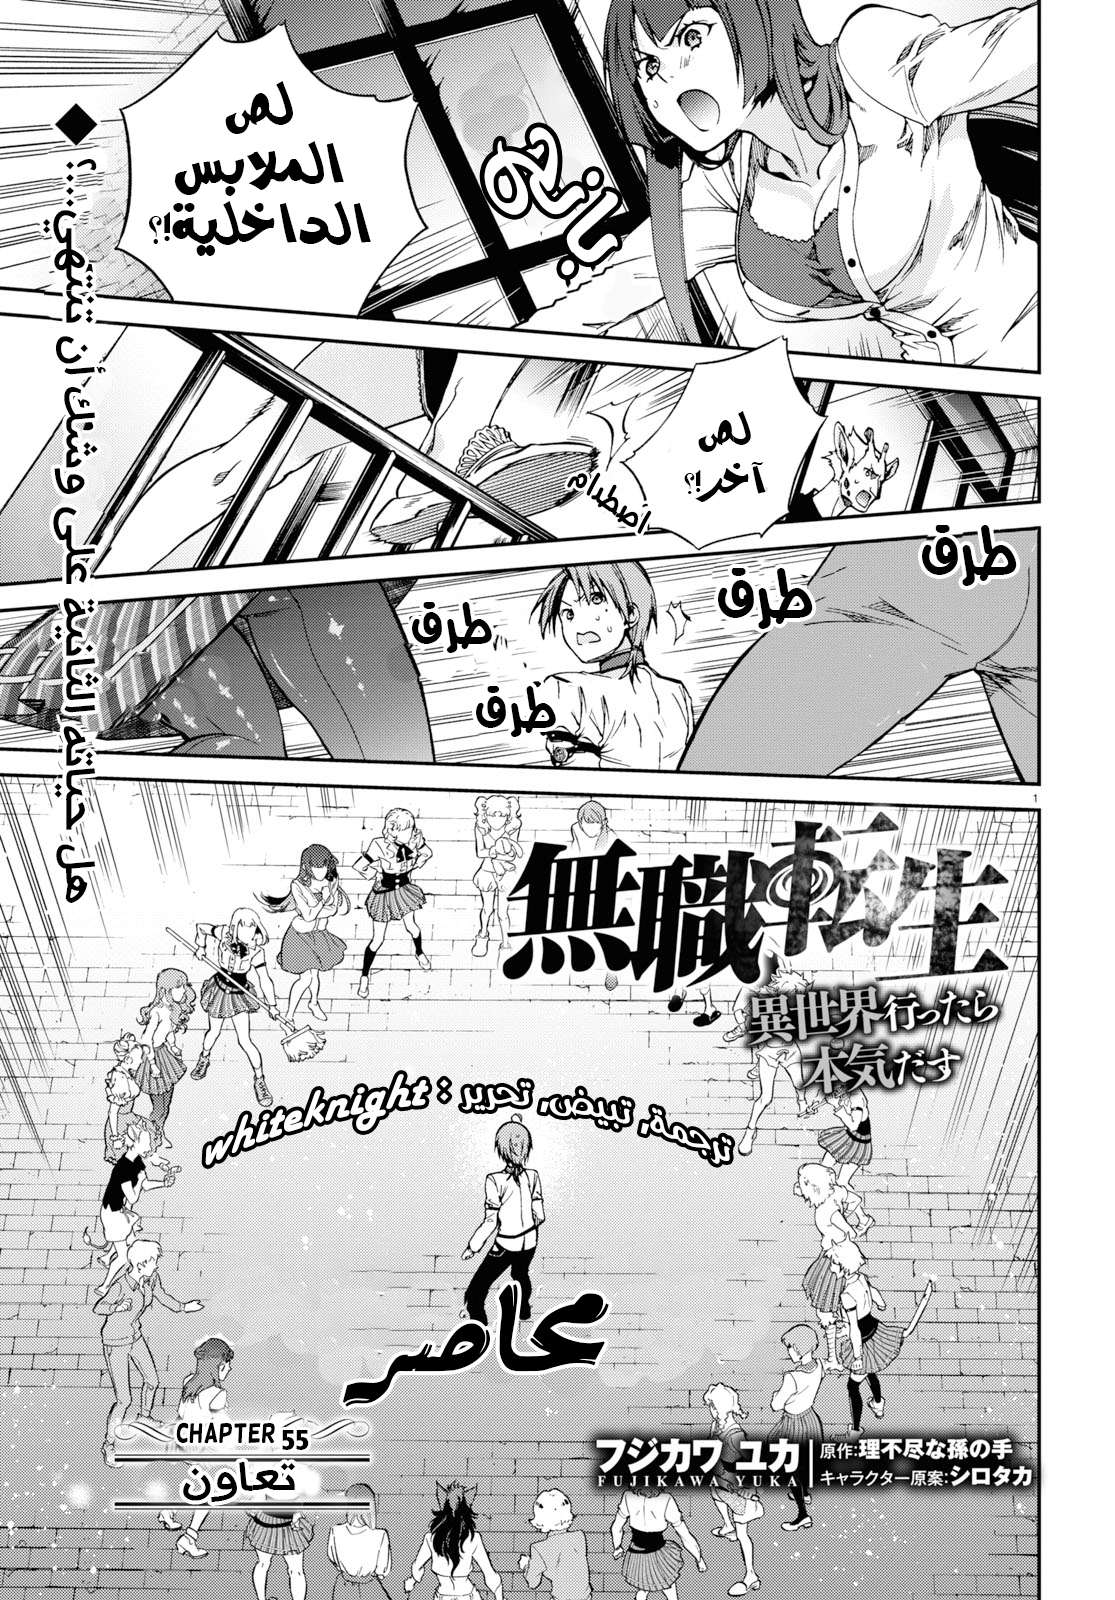 لص
الملابس
الداخلية!؟
ينتبه
هل حياته الثانية على وشك أن تنتهي...؟
لص
آخر!؟
اصطدام
طرق
طرق
طرق
طرق
1
無職転生
異世界行ったら
本気だす
ترجمة, تبيض, تحرير : whiteknight
محاصر
CHAPTER 55
تعاون
フジカワ ユカ
FUJIKAWA YUKA
原作:理不尽な孫の手
キャラクター原案:シロタカ